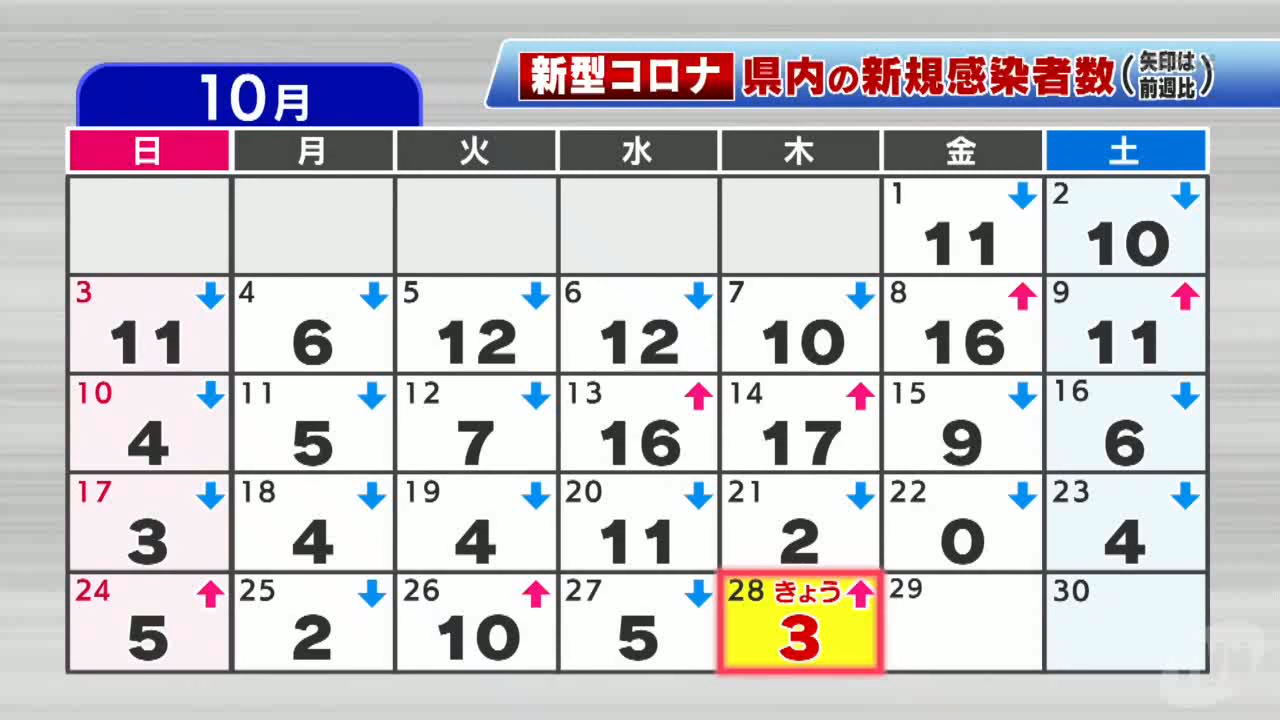 新型コロナ 県内の新規感染者数(矢印は前週比)
10月
日 月 火 水 木 金 土
1 ↓ 2 ↓
11 10
3 ↓ 4 ↓ 5 ↓ 6 ↓ 7 ↓ 8 ↑ 9 ↑
11 6 12 12 10 16 11
10 ↓ 11 ↓ 12 ↓ 13 ↑ 14 ↑ 15 ↓ 16 ↓
4 5 7 16 17 9 6
17 ↓ 18 ↓ 19 ↓ 20 ↓ 21 ↓ 22 ↓ 23 ↓
3 4 4 11 2 0 4
24 ↑ 25 ↓ 26 ↑ 27 ↓ 28 きょう ↑ 29 30
5 2 10 5 3